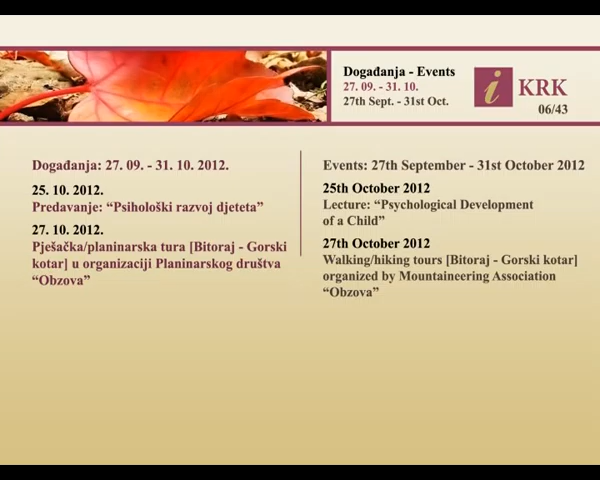 Događanja - Events
27. 09. - 31. 10.
27th Sept. - 31st Oct.
i KRK
06/43
Događanja: 27. 09. - 31. 10. 2012.
25. 10. 2012.
Predavanje: “Psihološki razvoj djeteta”
27. 10. 2012.
Pješačka/planinarska tura [Bitoraj - Gorski
kotar] u organizaciji Planinarskog društva
“Obzova”
Events: 27th September - 31st October 2012
25th October 2012
Lecture: “Psychological Development
of a Child”
27th October 2012
Walking/hiking tours [Bitoraj - Gorski kotar]
organized by Mountaineering Association
“Obzova”